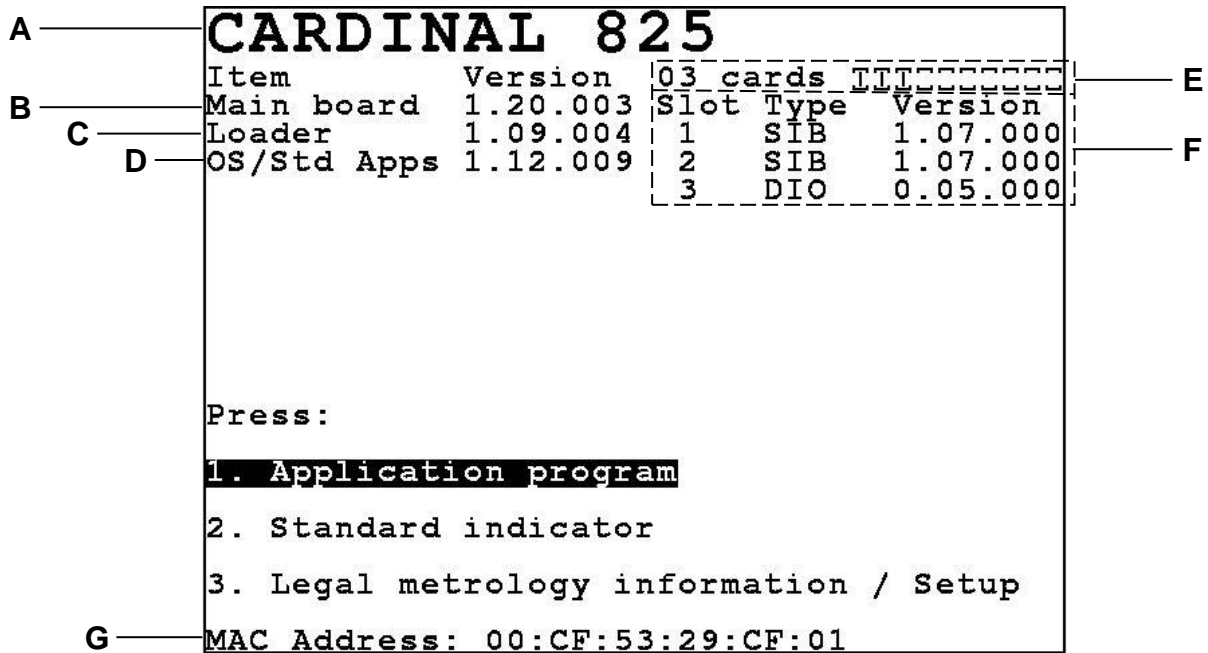 A CARDINAL 825
Item Version 03 cards
E
B Main board 1.20.003 Slot Type Version
C Loader 1.09.004 1 SIB 1.07.000
D OS/Std Apps 1.12.009 2 SIB 1.07.000
F
3 DIO 0.05.000
Press:
1. Application program
2. Standard indicator
3. Legal metrology information / Setup
G MAC Address: 00:CF:53:29:CF:01